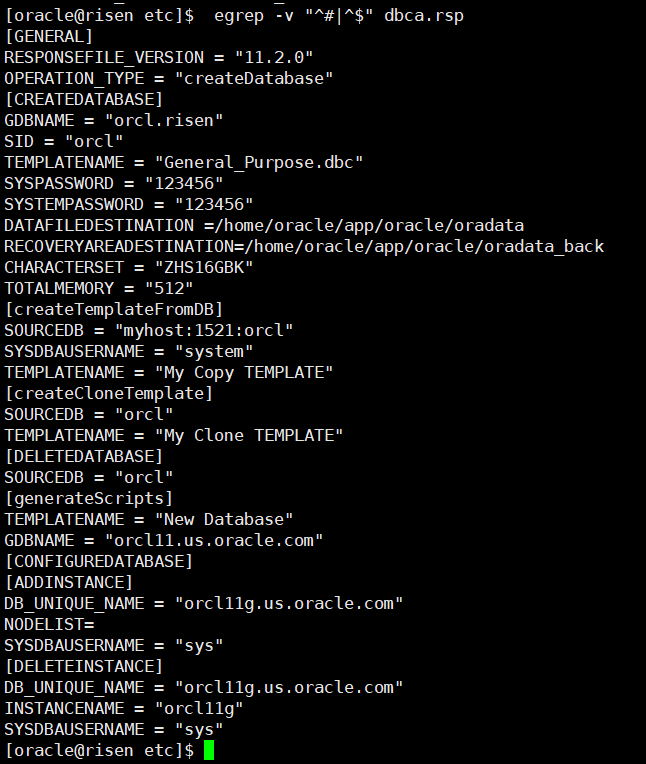 [oracle@risen etc]$  egrep -v "^#|^$" dbca.rsp
[GENERAL]
RESPONSEFILE_VERSION = "11.2.0"
OPERATION_TYPE = "createDatabase"
[CREATEDATABASE]
GDBNAME = "orcl.risen"
SID = "orcl"
TEMPLATENAME = "General_Purpose.dbc"
SYSPASSWORD = "123456"
SYSTEMPASSWORD = "123456"
DATAFILEDESTINATION =/home/oracle/app/oracle/oradata
RECOVERYAREADESTINATION=/home/oracle/app/oracle/oradata_back
CHARACTERSET = "ZHS16GBK"
TOTALMEMORY = "512"
[createTemplateFromDB]
SOURCEDB = "myhost:1521:orcl"
SYSDBAUSERNAME = "system"
TEMPLATENAME = "My Copy TEMPLATE"
[createCloneTemplate]
SOURCEDB = "orcl"
TEMPLATENAME = "My Clone TEMPLATE"
[DELETEDATABASE]
SOURCEDB = "orcl"
[generateScripts]
TEMPLATENAME = "New Database"
GDBNAME = "orcl11.us.oracle.com"
[CONFIGUREDATABASE]
[ADDINSTANCE]
DB_UNIQUE_NAME = "orcl11g.us.oracle.com"
NODELIST=
SYSDBAUSERNAME = "sys"
[DELETEINSTANCE]
DB_UNIQUE_NAME = "orcl11g.us.oracle.com"
INSTANCENAME = "orcl11g"
SYSDBAUSERNAME = "sys"
[oracle@risen etc]$